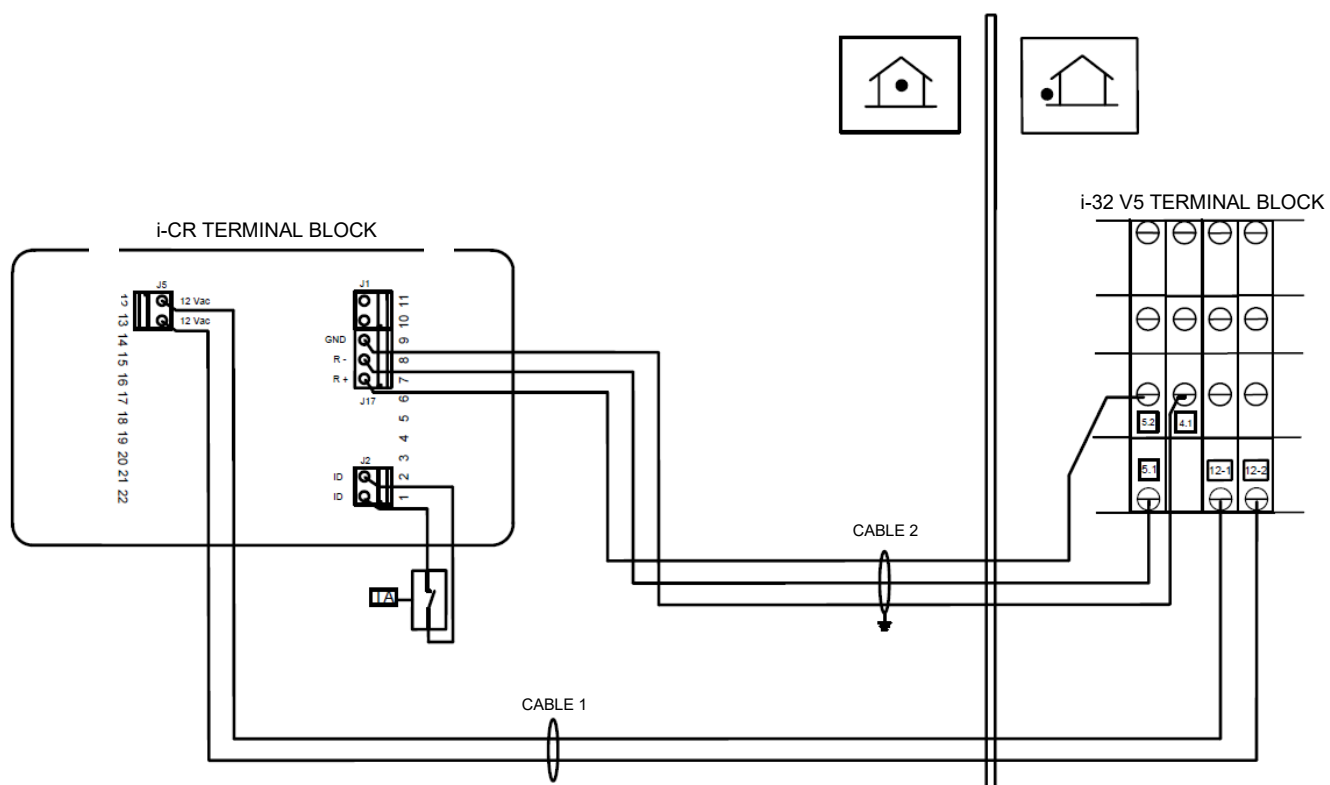 i-32 V5 TERMINAL BLOCK
i-CR TERMINAL BLOCK
J5
12 Vac
12 Vac
12
13
14
15
16
17
18
19
20
21
22
J1
11
10
GND
9
R -
8
R +
7
J17
6
5
4
3
J2
ID
2
ID
1
TA
5.2
4.1
5.1
12-1
12-2
CABLE 2
CABLE 1